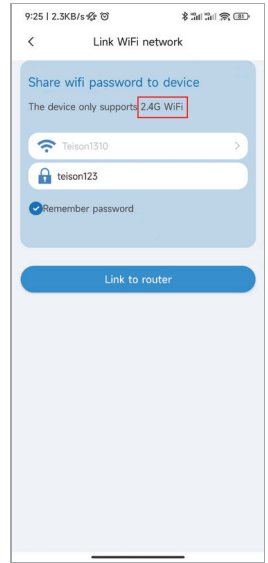 9:25 | 2.3KB/s
Link WiFi network
Share wifi password to device
The device only supports 2.4G WiFi
Teison1310
teison123
Remember password
Link to router